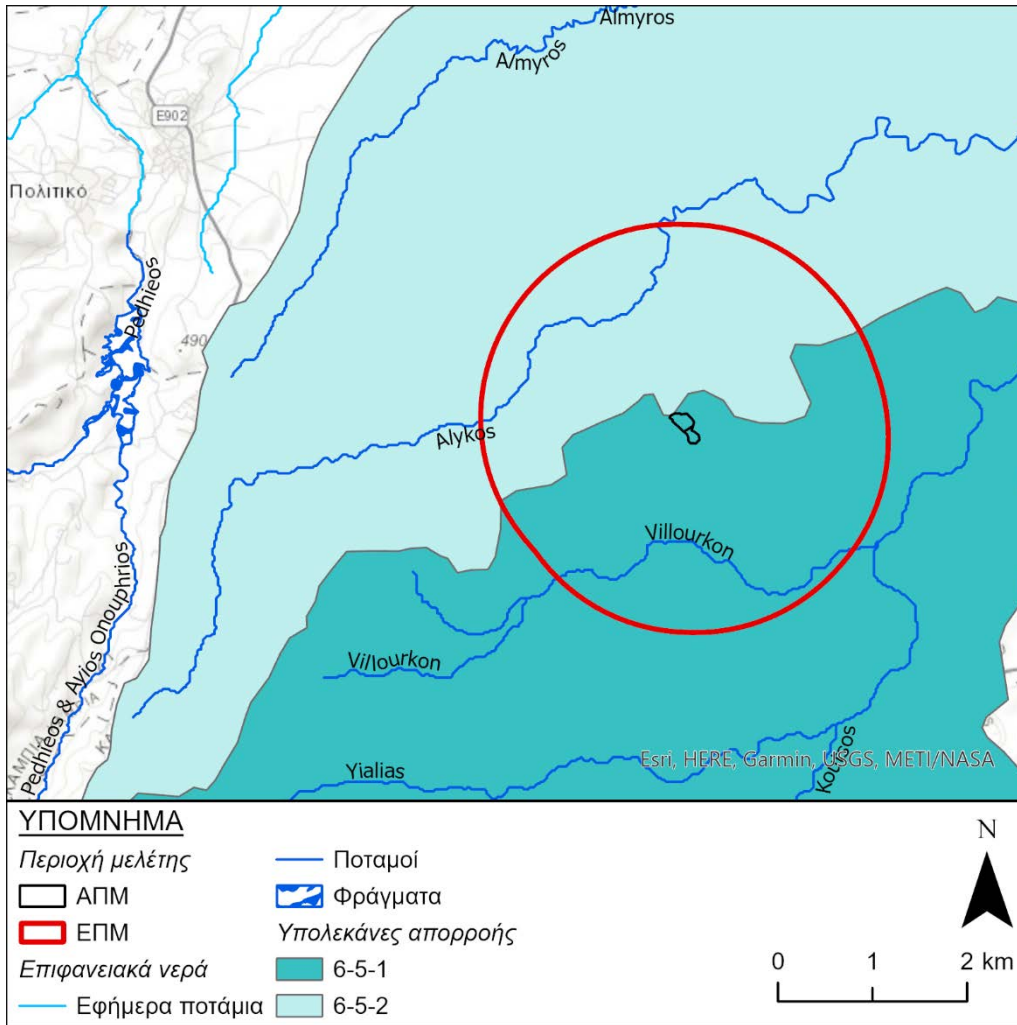 Almyros
Almyros
E902
Πολιτικό
Pedhieos
490
Alykos
Villourkon
Pedhieos & Ayios Onouphrios
Villourkon
Yialias
Koutsos
Esri, HERE, Garmin, USGS, METI/NASA
ΥΠΟΜΝΗΜΑ
Περιοχή μελέτης
ΑΠΜ
ΕΠΜ
Επιφανειακά νερά
Εφήμερα ποτάμια
Ποταμοί
Φράγματα
Υπολεκάνες απορροής
6-5-1
6-5-2
N
0 1 2 km